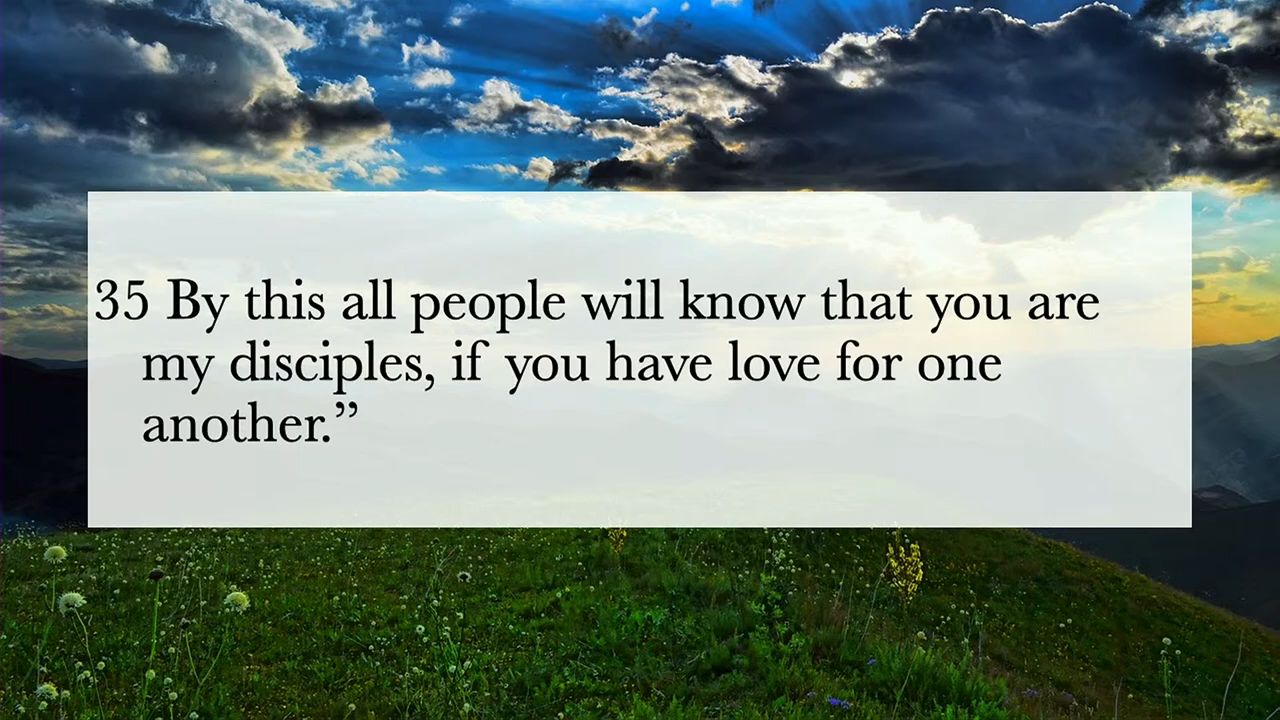 35 By this all people will know that you are
my disciples, if you have love for one
another.”